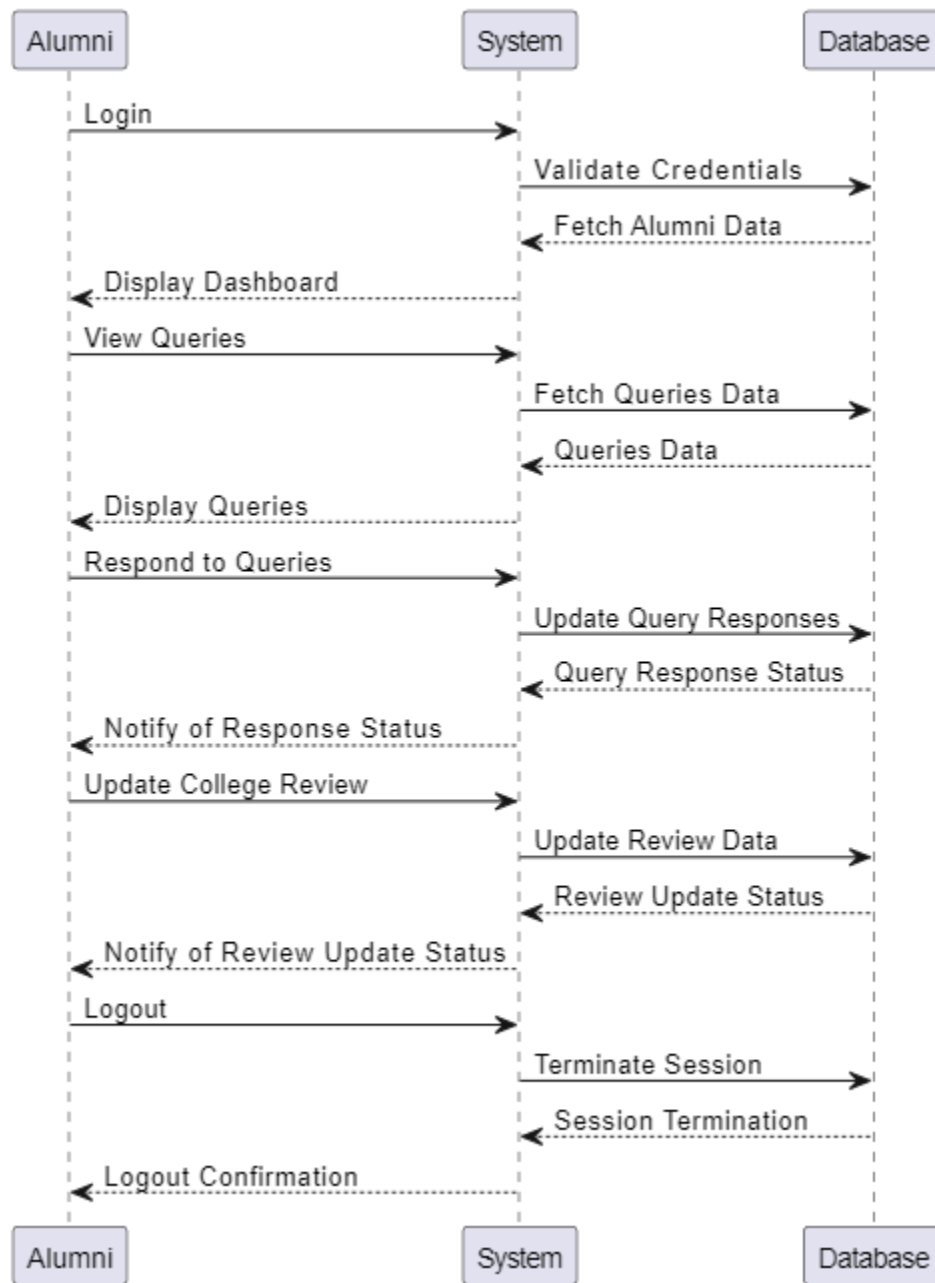 Alumni System Database
Login
Validate Credentials
Fetch Alumni Data
Display Dashboard
View Queries
Fetch Queries Data
Queries Data
Display Queries
Respond to Queries
Update Query Responses
Query Response Status
Notify of Response Status
Update College Review
Update Review Data
Review Update Status
Notify of Review Update Status
Logout
Terminate Session
Session Termination
Logout Confirmation
Alumni System Database